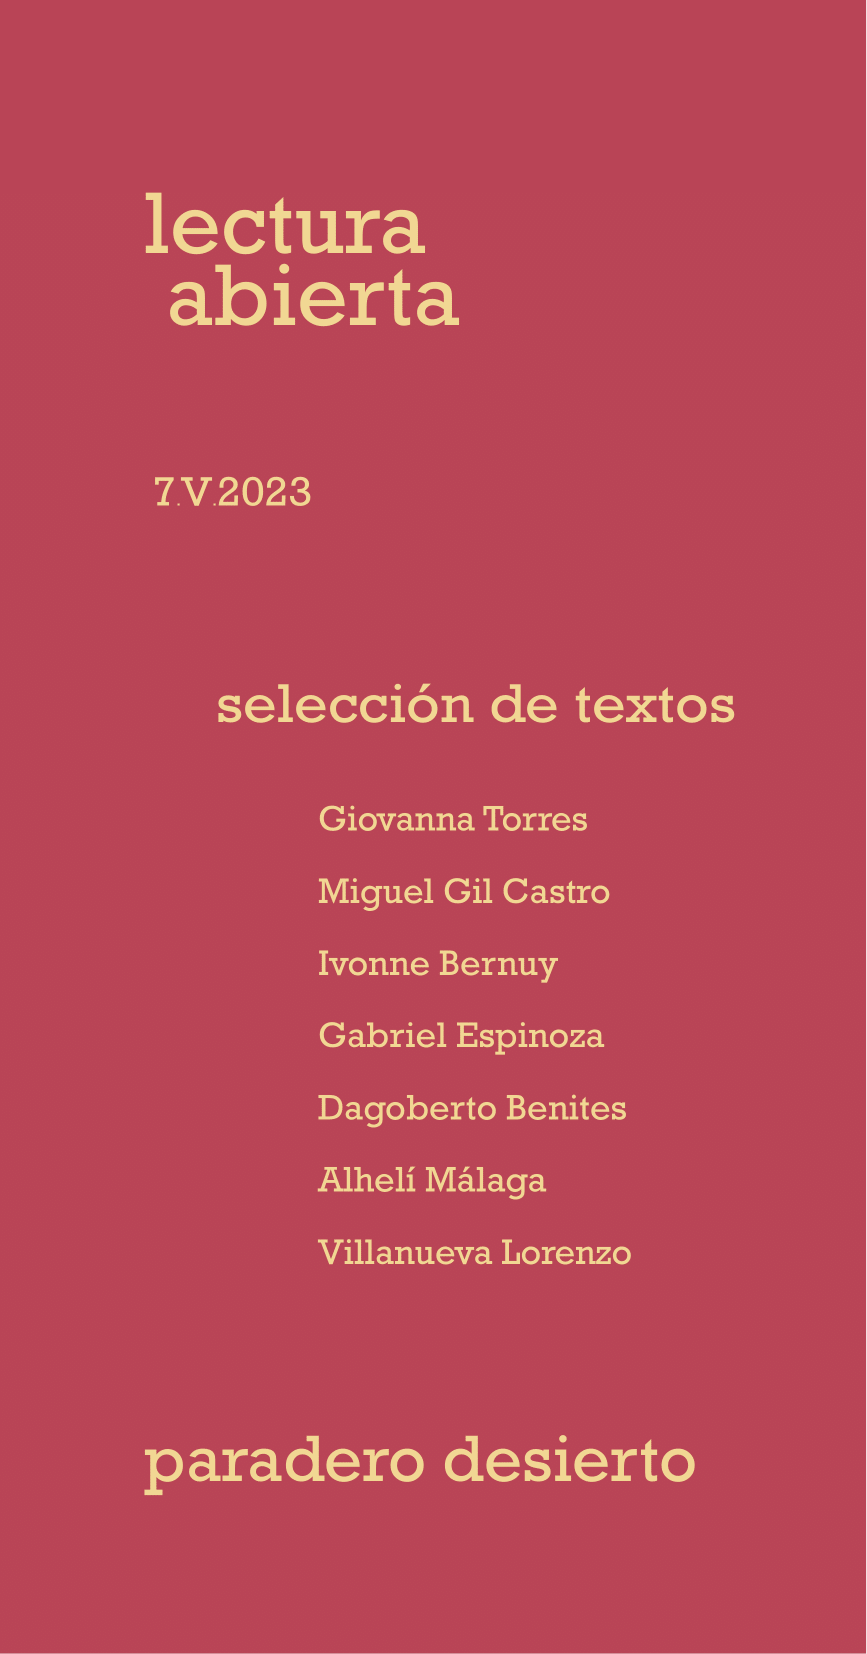 lectura
abierta
7.V.2023
selección de textos
Giovanna Torres
Miguel Gil Castro
Ivonne Bernuy
Gabriel Espinoza
Dagoberto Benites
Alhelí Málaga
Villanueva Lorenzo
paradero desierto